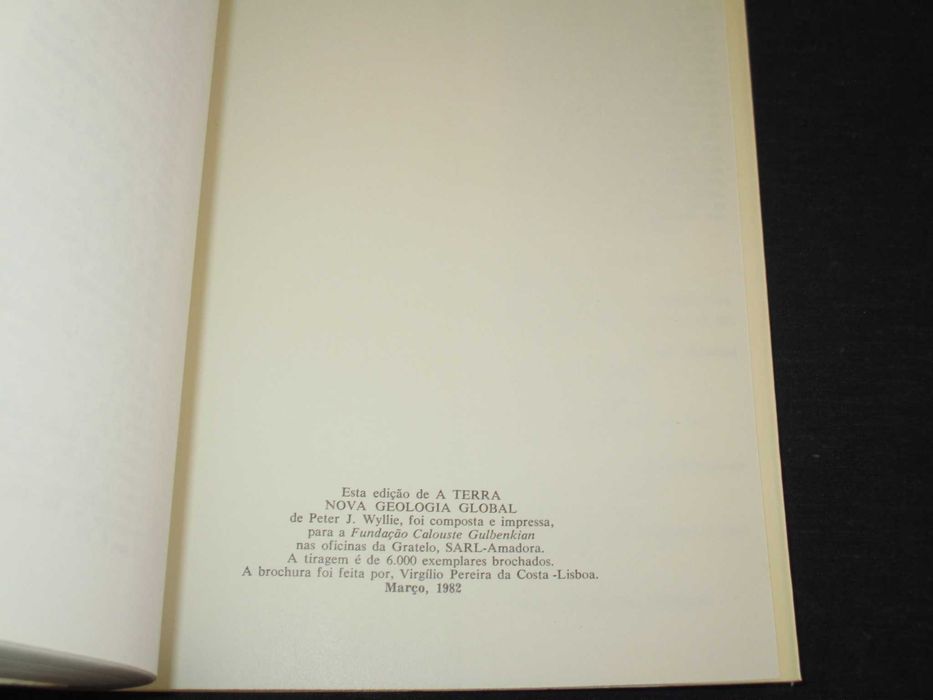 Esta edição de A TERRA
NOVA GEOLOGIA GLOBAL
de Peter J. Wyllie, foi composta e impressa,
para a Fundação Calouste Gulbenkian
nas oficinas da Gratelo, SARL-Amadora.
A tiragem é de 6.000 exemplares brochados.
A brochura foi feita por, Virgílio Pereira da Costa -Lisboa.
Março, 1982